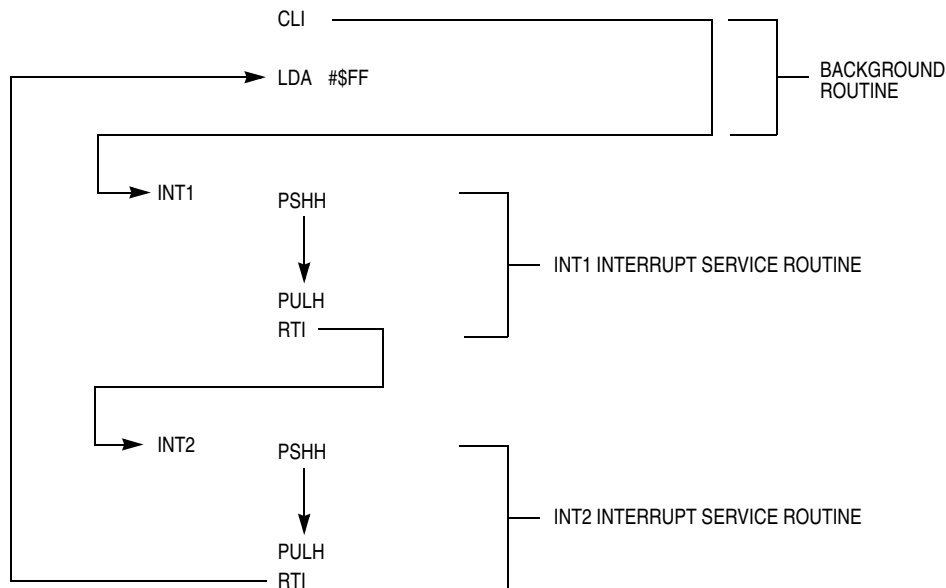 CLI
LDA #$FF
BACKGROUND
ROUTINE
INT1
PSHH
INT1 INTERRUPT SERVICE ROUTINE
PULH
RTI
INT2
PSHH
INT2 INTERRUPT SERVICE ROUTINE
PULH
RTI